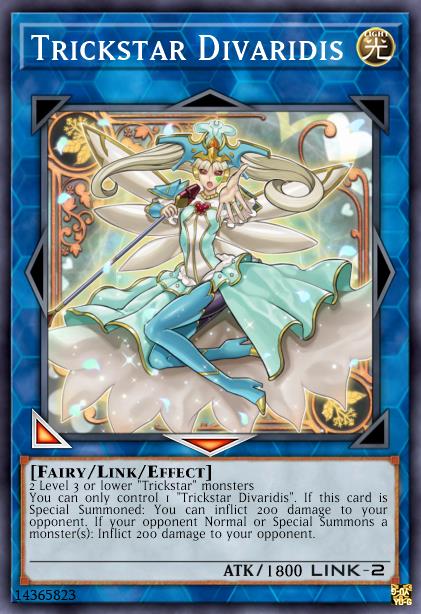 Trickstar Divaridis
LIGHT
光
[Fairy/Link/Effect]
2 Level 3 or lower "Trickstar" monsters
You can only control 1 "Trickstar Divaridis". If this card is
Special Summoned: You can inflict 200 damage to your
opponent. If your opponent Normal or Special Summons a
monster(s): Inflict 200 damage to your opponent.
ATK/1800 LINK-2
14365823